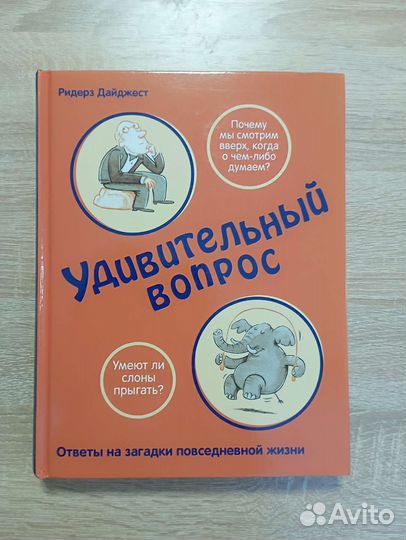 Ридерз Дайджест
Почему
мы смотрим
вверх, когда
о чем-либо
думаем?
Удивительный
вопрос
Умеют ли
слоны
прыгать?
Ответы на загадки повседневной жизни
Avito